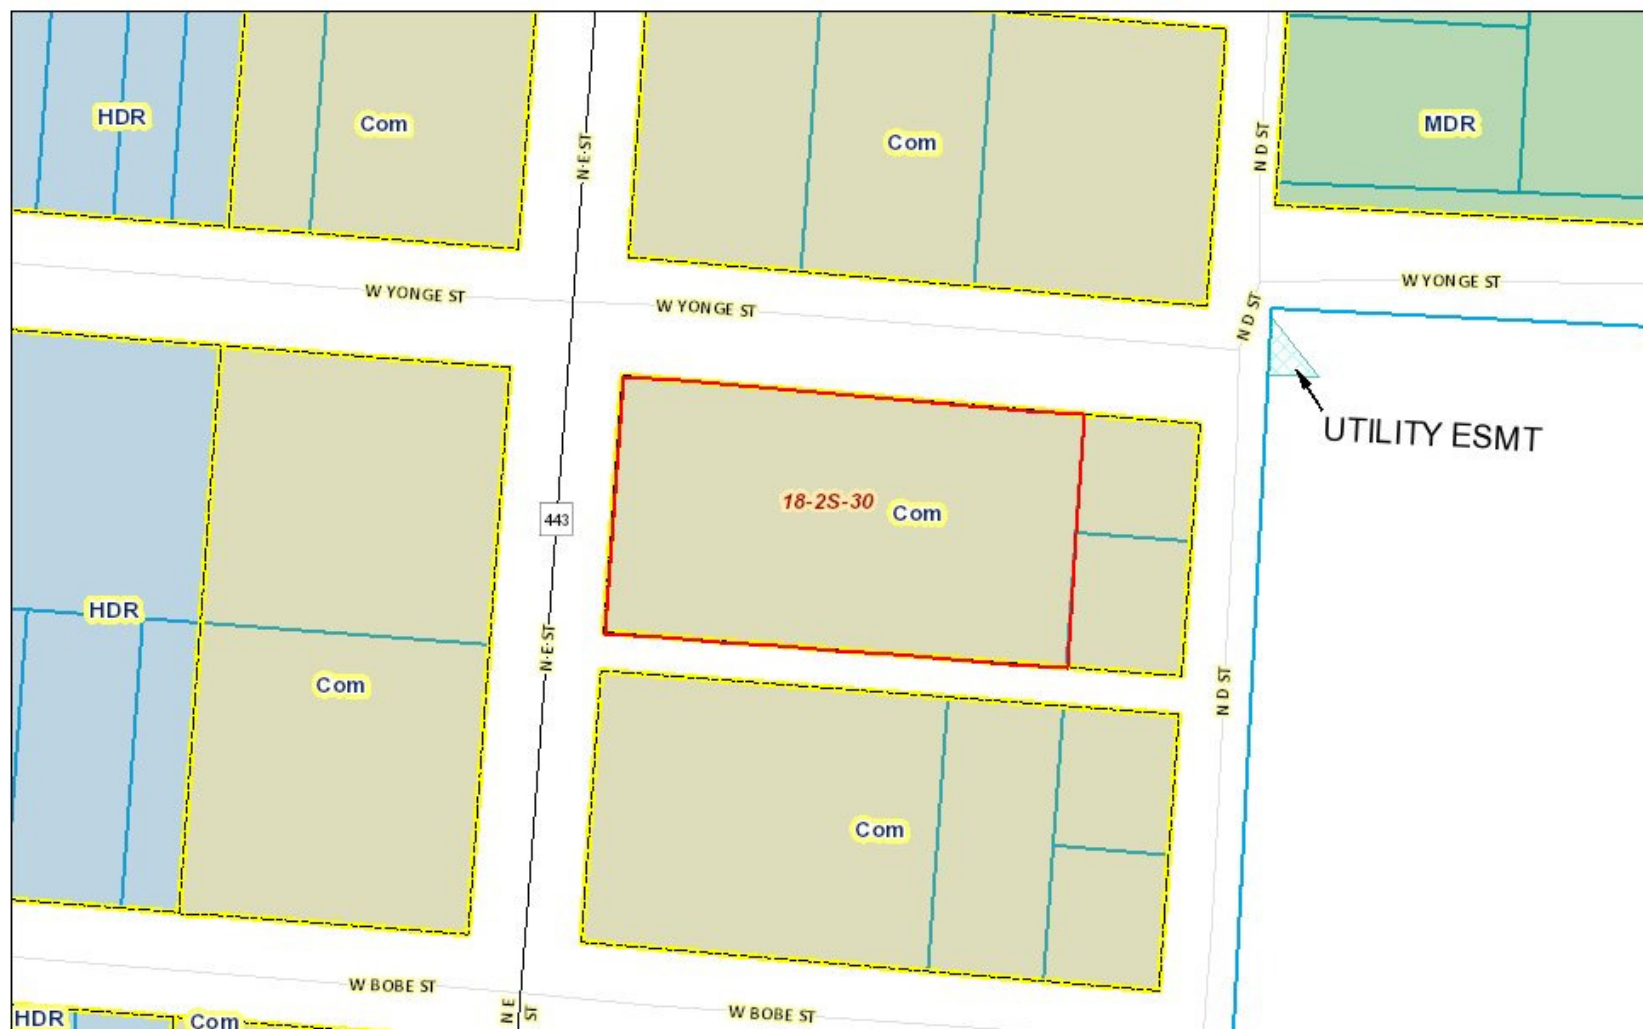 HDR
Com
Com
MDR
N E ST
N D ST
W YONGE ST
W YONGE ST
W YONGE ST
N D ST
UTILITY ESMT
18-2S-30
Com
443
HDR
N E ST
Com
N D ST
Com
W BOBE ST
N E ST
W BOBE ST
HDR
Com